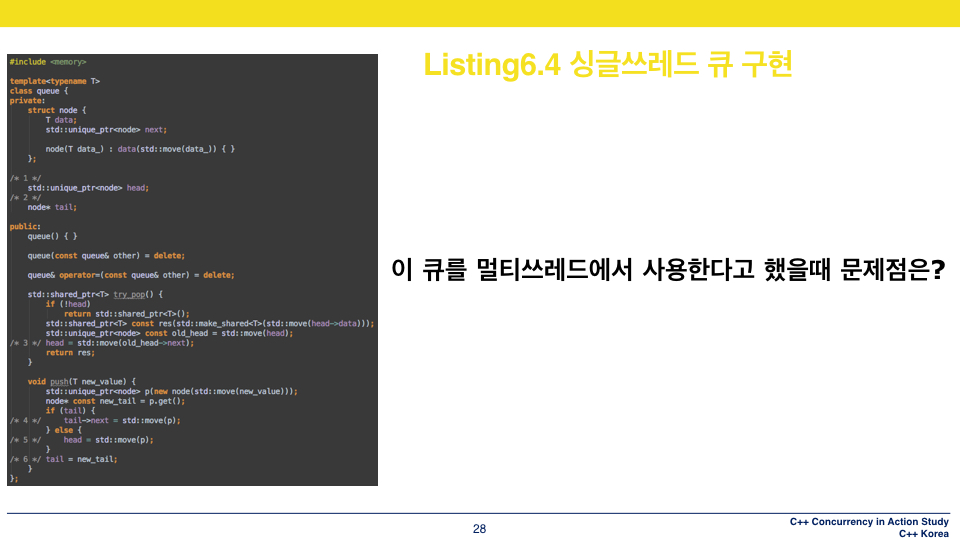 Listing6.4 싱글쓰레드 큐 구현
#include <memory>
template<typename T>
class queue {
private:
struct node {
T data;
std::unique_ptr<node> next;
node(T data_) : data(std::move(data_)) { }
};
/* 1 */
std::unique_ptr<node> head;
/* 2 */
node* tail;
public:
queue() { }
queue(const queue& other) = delete;
queue& operator=(const queue& other) = delete;
std::shared_ptr<T> try_pop() {
if (!head)
return std::shared_ptr<T>();
std::shared_ptr<T> const res(std::make_shared<T>(std::move(head->data)));
std::unique_ptr<node> const old_head = std::move(head);
/* 3 */ head = std::move(old_head->next);
return res;
}
void push(T new_value) {
std::unique_ptr<node> p(new node(std::move(new_value)));
node* const new_tail = p.get();
if (tail) {
/* 4 */ tail->next = std::move(p);
} else {
/* 5 */ head = std::move(p);
}
/* 6 */ tail = new_tail;
}
};
이 큐를 멀티쓰레드에서 사용한다고 했을때 문제점은?
28
C++ Concurrency in Action Study
C++ Korea